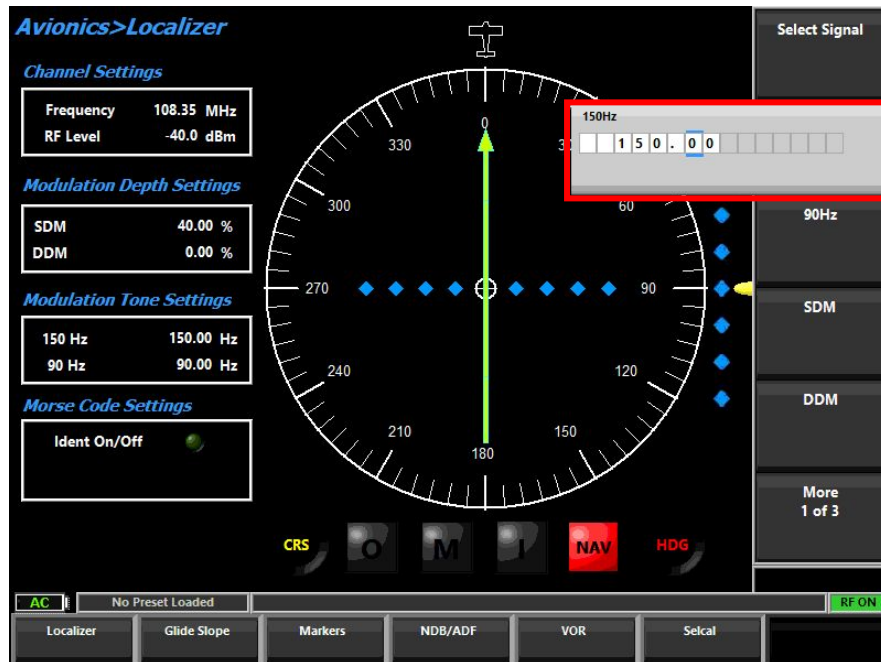 Avionics>Localizer
Select Signal
Channel Settings
Frequency 108.35 MHz
RF Level -40.0 dBm
150Hz
150.00
Modulation Depth Settings
SDM 40.00 %
DDM 0.00 %
Modulation Tone Settings
150 Hz 150.00 Hz
90 Hz 90.00 Hz
Morse Code Settings
Ident On/Off
0
330
300
60
270
90
240
120
210
150
180
90Hz
SDM
DDM
More
1 of 3
CRS O M I NAV HDG
AC No Preset Loaded RF ON
Localizer Glide Slope Markers NDB/ADF VOR Selcal